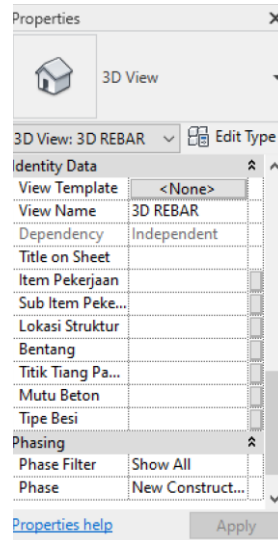 Properties
3D View
3D View: 3D REBAR Edit Type
Identity Data
View Template <None>
View Name 3D REBAR
Dependency Independent
Title on Sheet
Item Pekerjaan
Sub Item Peke...
Lokasi Struktur
Bentang
Titik Tiang Pa...
Mutu Beton
Tipe Besi
Phasing
Phase Filter Show All
Phase New Construct...
Properties help Apply